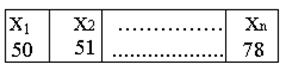 X₁ X₂ ............... Xₙ
50 51 ................... 78